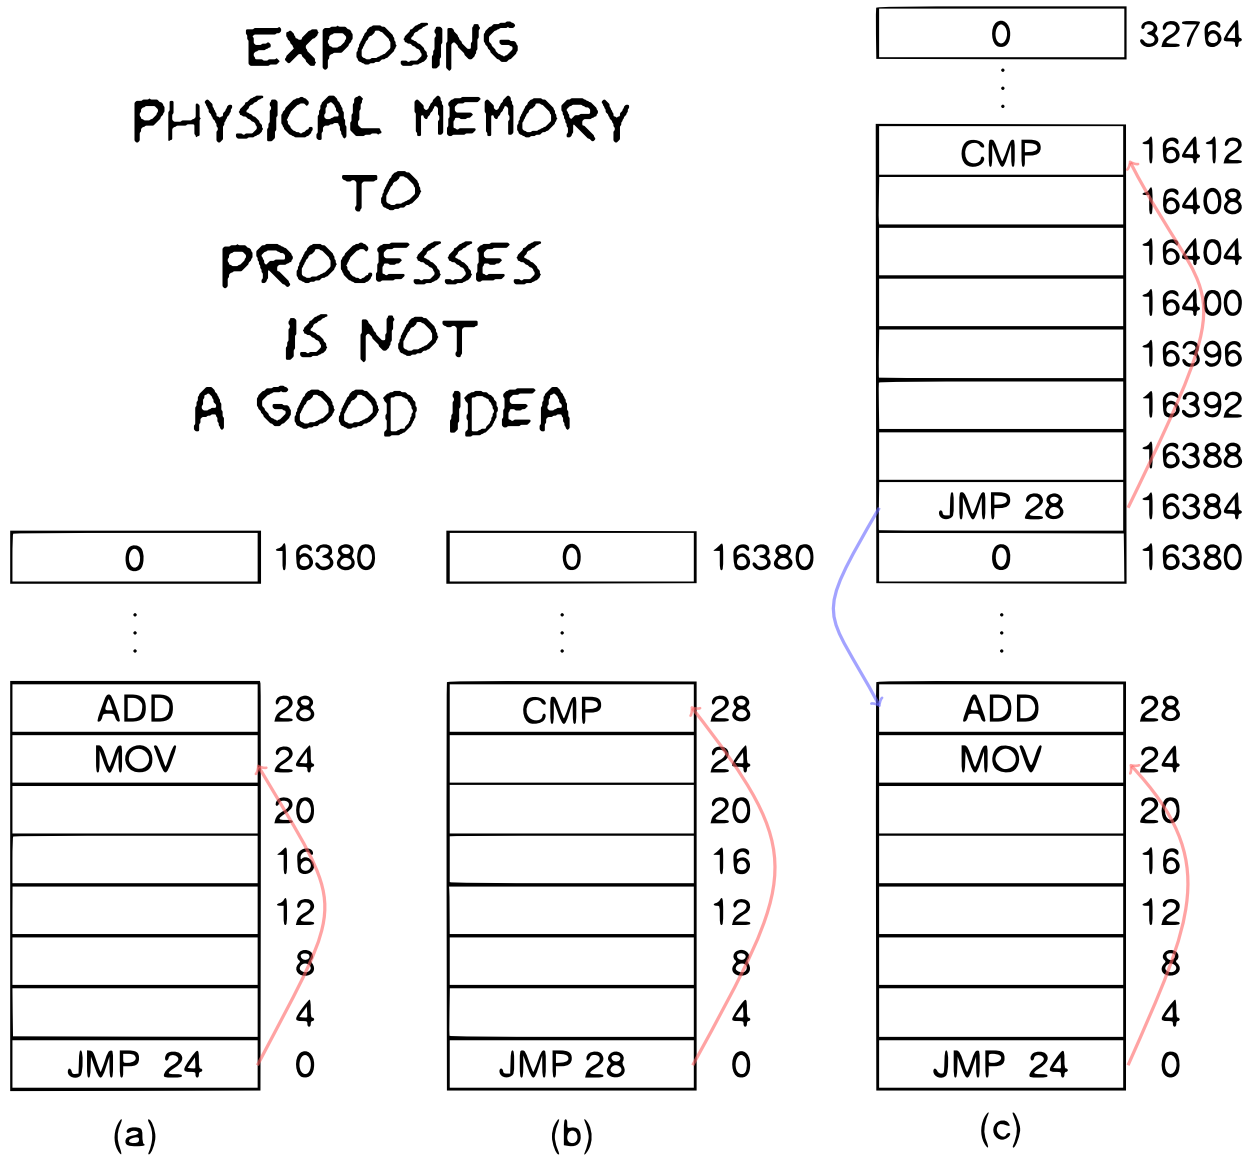 EXPOSING
PHYSICAL MEMORY
TO
PROCESSES
IS NOT
A GOOD IDEA
0 16380
ADD 28
MOV 24
20
16
12
8
4
JMP 24 0
(a)
0 16380
CMP 28
24
20
16
12
8
4
JMP 28 0
(b)
0 32764
CMP 16412
16408
16404
16400
16396
16392
16388
JMP 28 16384
0 16380
ADD 28
MOV 24
20
16
12
8
4
JMP 24 0
(c)